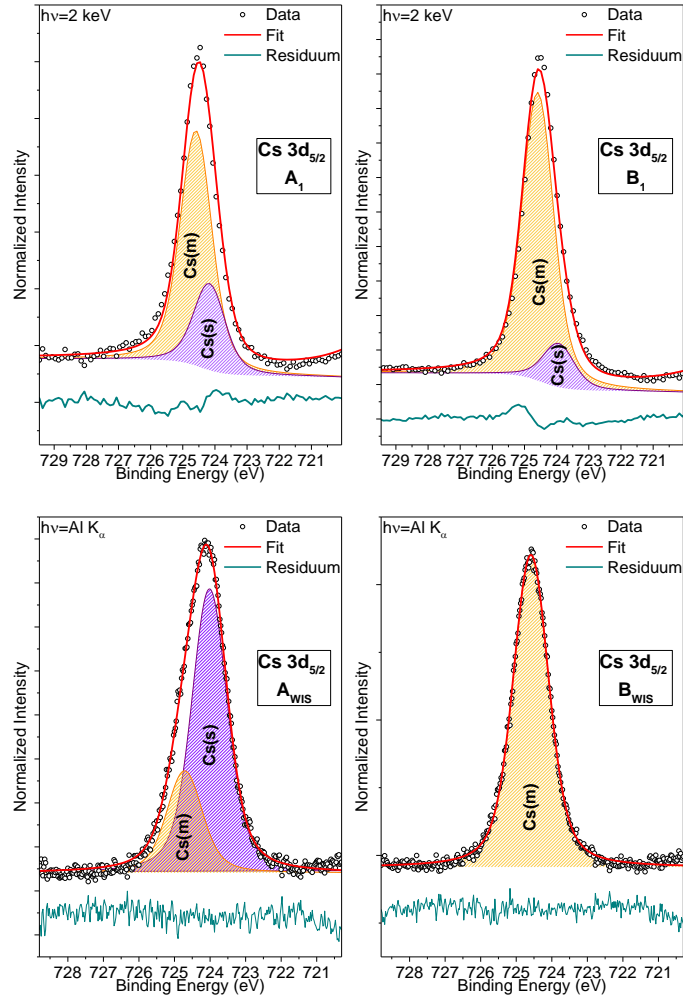 hν=2 keV
Data
Fit
Residuum
Cs 3d5/2
A1
Cs(m)
Cs(s)
Normalized Intensity
729 728 727 726 725 724 723 722 721
Binding Energy (eV)
hν=2 keV
Data
Fit
Residuum
Cs 3d5/2
B1
Cs(m)
Cs(s)
Normalized Intensity
729 728 727 726 725 724 723 722 721
Binding Energy (eV)
hν=Al Kα
Data
Fit
Residuum
Cs 3d5/2
AWIS
Cs(s)
Cs(m)
Normalized Intensity
728 727 726 725 724 723 722 721
Binding Energy (eV)
hν=Al Kα
Data
Fit
Residuum
Cs 3d5/2
BWIS
Cs(m)
Normalized Intensity
728 727 726 725 724 723 722 721
Binding Energy (eV)